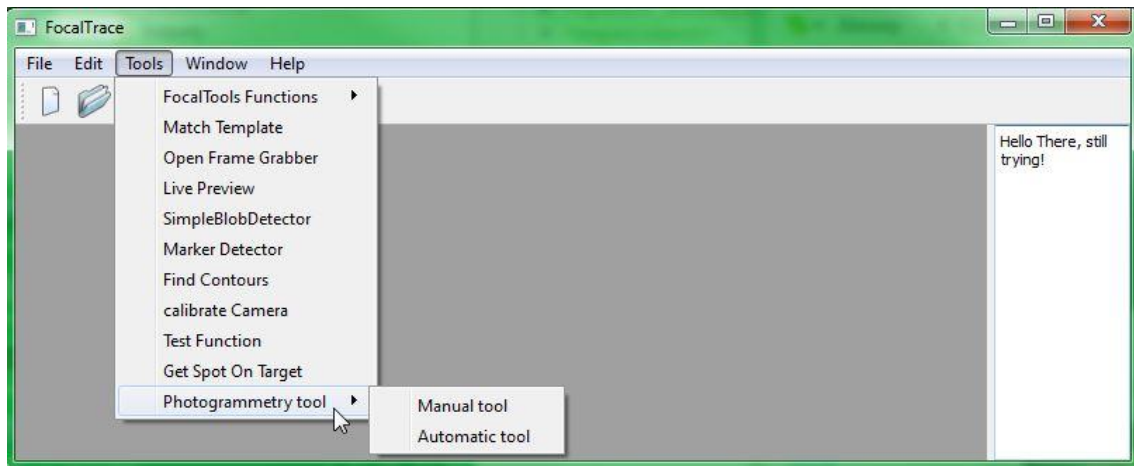 FocalTrace
File Edit Tools Window Help
FocalTools Functions
Match Template
Open Frame Grabber
Live Preview
SimpleBlobDetector
Marker Detector
Find Contours
calibrate Camera
Test Function
Get Spot On Target
Photogrammetry tool
Manual tool
Automatic tool
Hello There, still
trying!